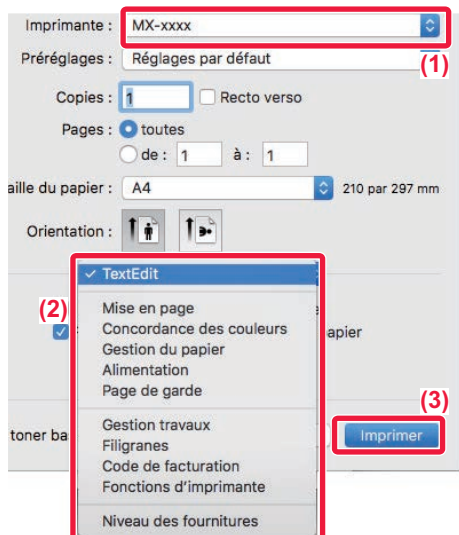 Imprimante : MX-xxxx
(1)
Préréglages : Réglages par défaut
Copies : 1 Recto verso
Pages : toutes
de : 1 à : 1
aille du papier : A4 210 par 297 mm
Orientation :
TextEdit
(2)
Mise en page
Concordance des couleurs
apier
Gestion du papier
Alimentation
Page de garde
(3)
Gestion travaux
toner ba
Imprimer
Filigranes
Code de facturation
Fonctions d'imprimante
Niveau des fournitures